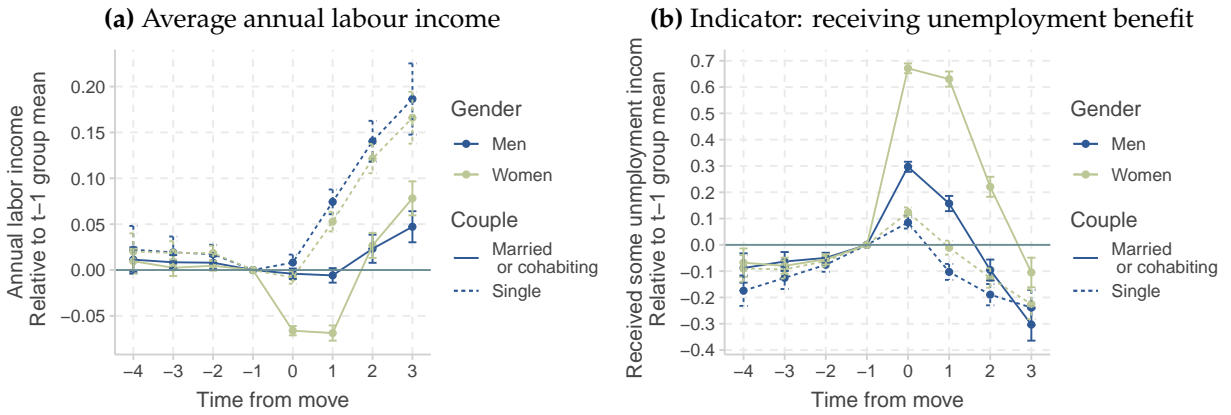 (a) Average annual labour income
Annual labor income
Relative to t−1 group mean
0.20
0.15
0.10
0.05
0.00
−0.05
−4 −3 −2 −1 0 1 2 3
Time from move
Gender
Men
Women
Couple
Married
or cohabiting
Single
(b) Indicator: receiving unemployment benefit
Received some unmployment incom
Relative to t−1 group mean
0.7
0.6
0.5
0.4
0.3
0.2
0.1
0.0
−0.1
−0.2
−0.3
−0.4
−4 −3 −2 −1 0 1 2 3
Time from move
Gender
Men
Women
Couple
Married
or cohabiting
Single